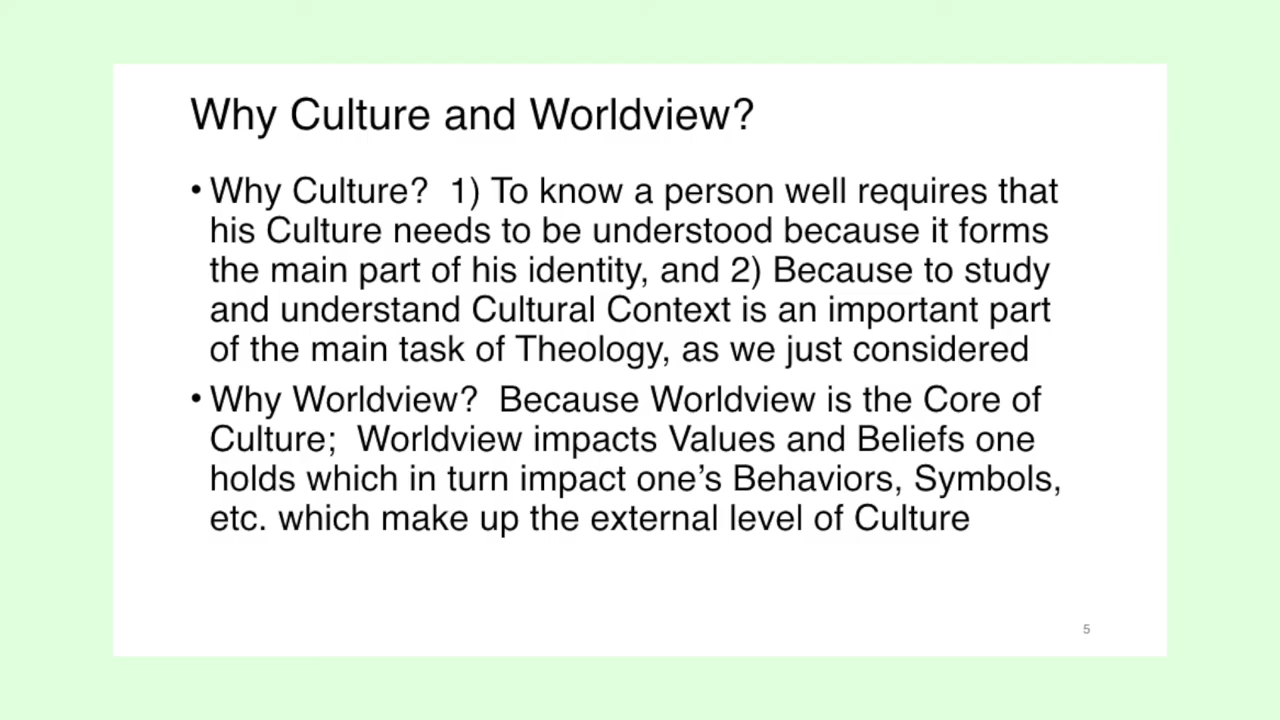 Why Culture and Worldview?
• Why Culture?  1) To know a person well requires that
his Culture needs to be understood because it forms
the main part of his identity, and 2) Because to study
and understand Cultural Context is an important part
of the main task of Theology, as we just considered
• Why Worldview?  Because Worldview is the Core of
Culture;  Worldview impacts Values and Beliefs one
holds which in turn impact one’s Behaviors, Symbols,
etc. which make up the external level of Culture
5